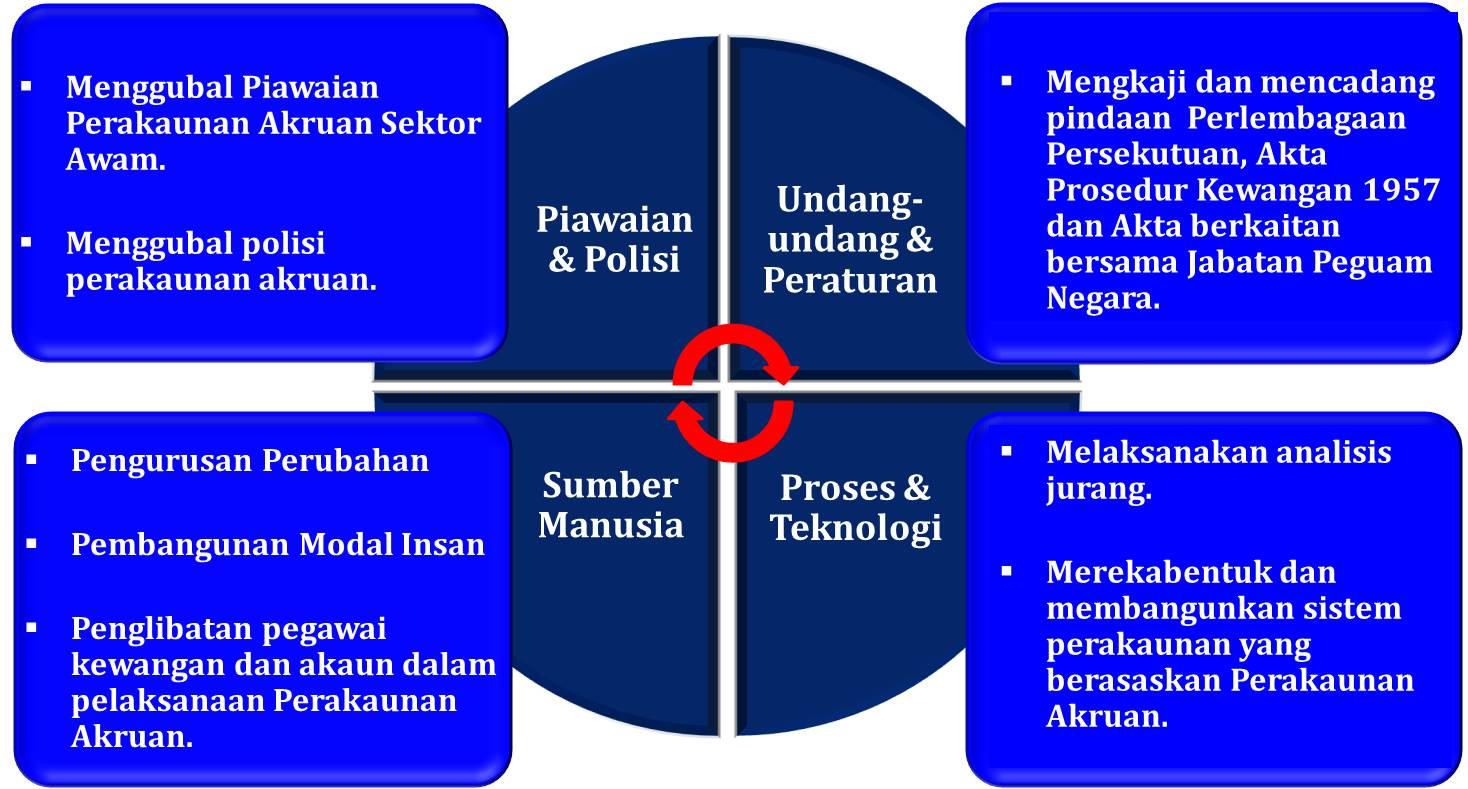 ▪ Menggubal Piawaian
Perakaunan Akruan Sektor
Awam.
▪ Menggubal polisi
perakaunan akruan.
Piawaian
& Polisi
Undang-
undang &
Peraturan
▪ Mengkaji dan mencadang
pindaan Perlembagaan
Persekutuan, Akta
Prosedur Kewangan 1957
dan Akta berkaitan
bersama Jabatan Peguam
Negara.
▪ Pengurusan Perubahan
▪ Pembangunan Modal Insan
▪ Penglibatan pegawai
kewangan dan akaun dalam
pelaksanaan Perakaunan
Akruan.
Sumber
Manusia
Proses &
Teknologi
▪ Melaksanakan analisis
jurang.
▪ Merekabentuk dan
membangunkan sistem
perakaunan yang
berasaskan Perakaunan
Akruan.